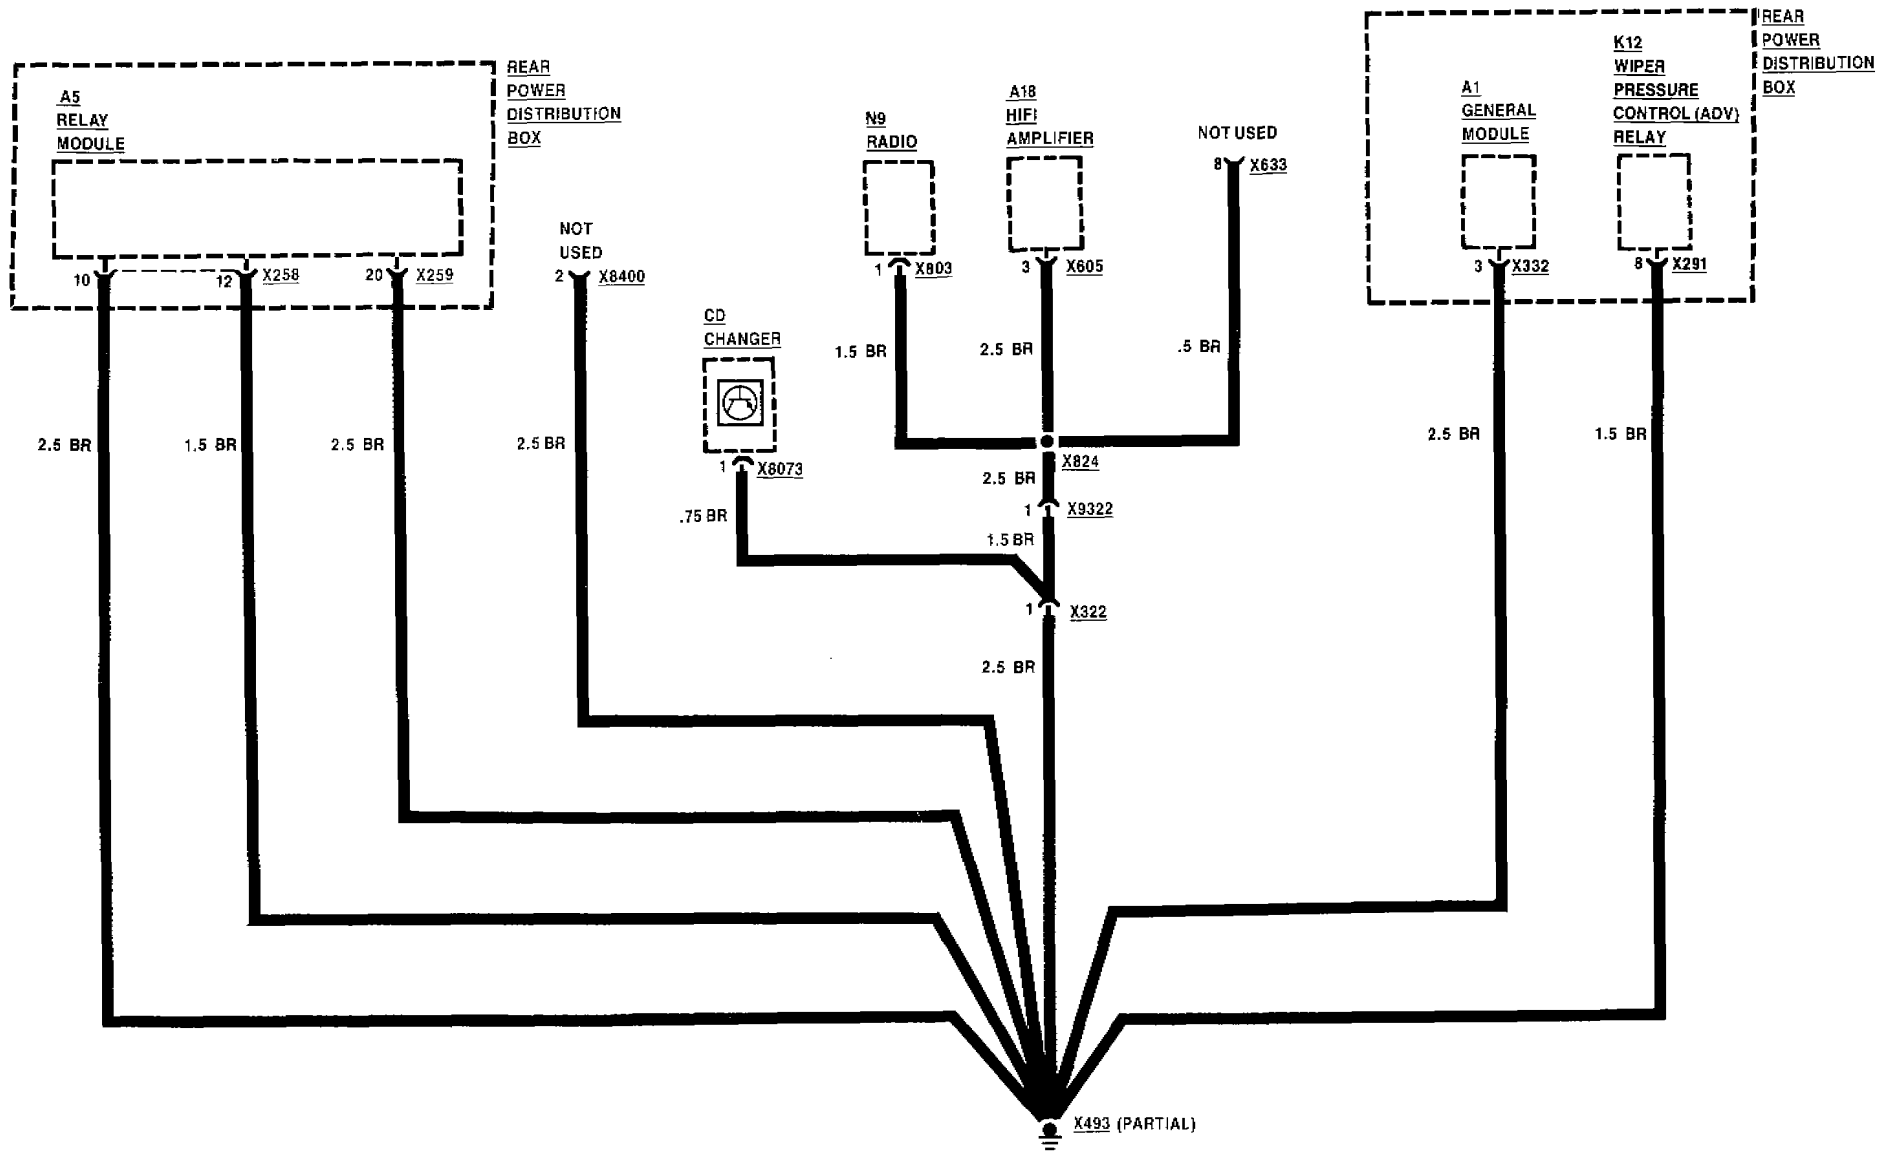 REAR
POWER
DISTRIBUTION
BOX
A5
RELAY
MODULE
10
12
X258
20
X259
NOT
USED
2
X8400
CD
CHANGER
1
X8073
N9
RADIO
1
X803
A18
HIFI
AMPLIFIER
3
X605
NOT USED
8
X633
REAR
POWER
DISTRIBUTION
BOX
A1
GENERAL
MODULE
3
X332
K12
WIPER
PRESSURE
CONTROL (ADV)
RELAY
8
X291
2.5 BR
1.5 BR
2.5 BR
2.5 BR
1.5 BR
2.5 BR
.5 BR
2.5 BR
1.5 BR
X824
2.5 BR
1
X9322
.75 BR
1.5 BR
1
X322
2.5 BR
X493 (PARTIAL)